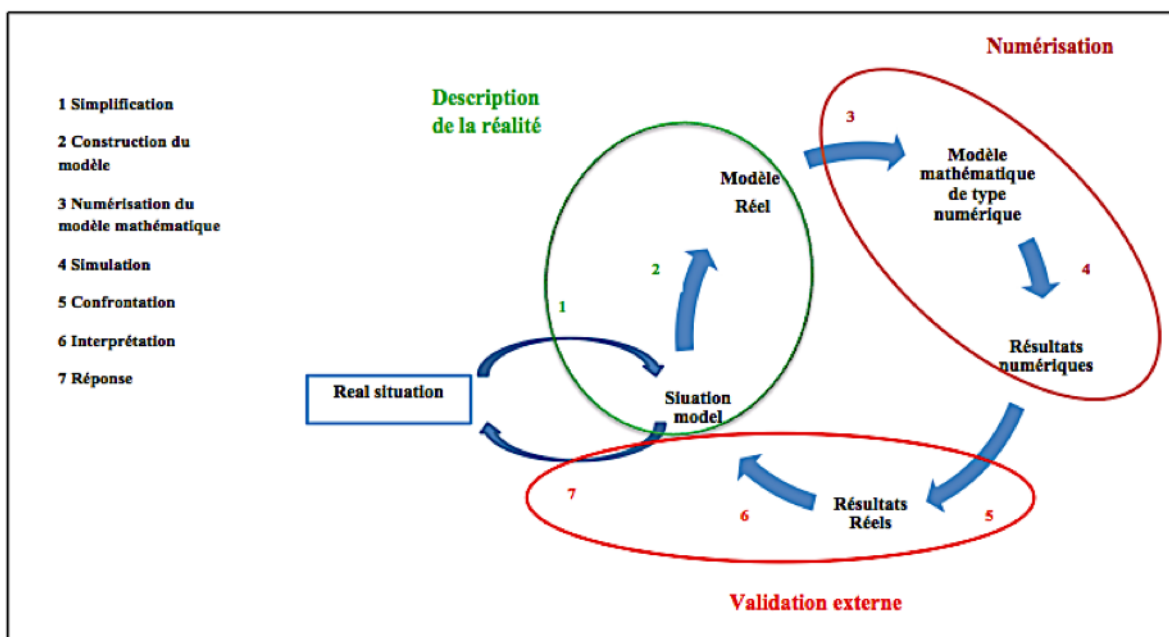 Numérisation
1 Simplification
2 Construction du
modèle
3 Numérisation du
modèle mathématique
4 Simulation
5 Confrontation
6 Interprétation
7 Réponse
Description
de la réalité
3
Modèle
Réel
Modèle
mathématique
de type
numérique
2
4
1
Résultats
numériques
Real situation
Siuation
model
7
6
Résultats
Réels
5
Validation externe